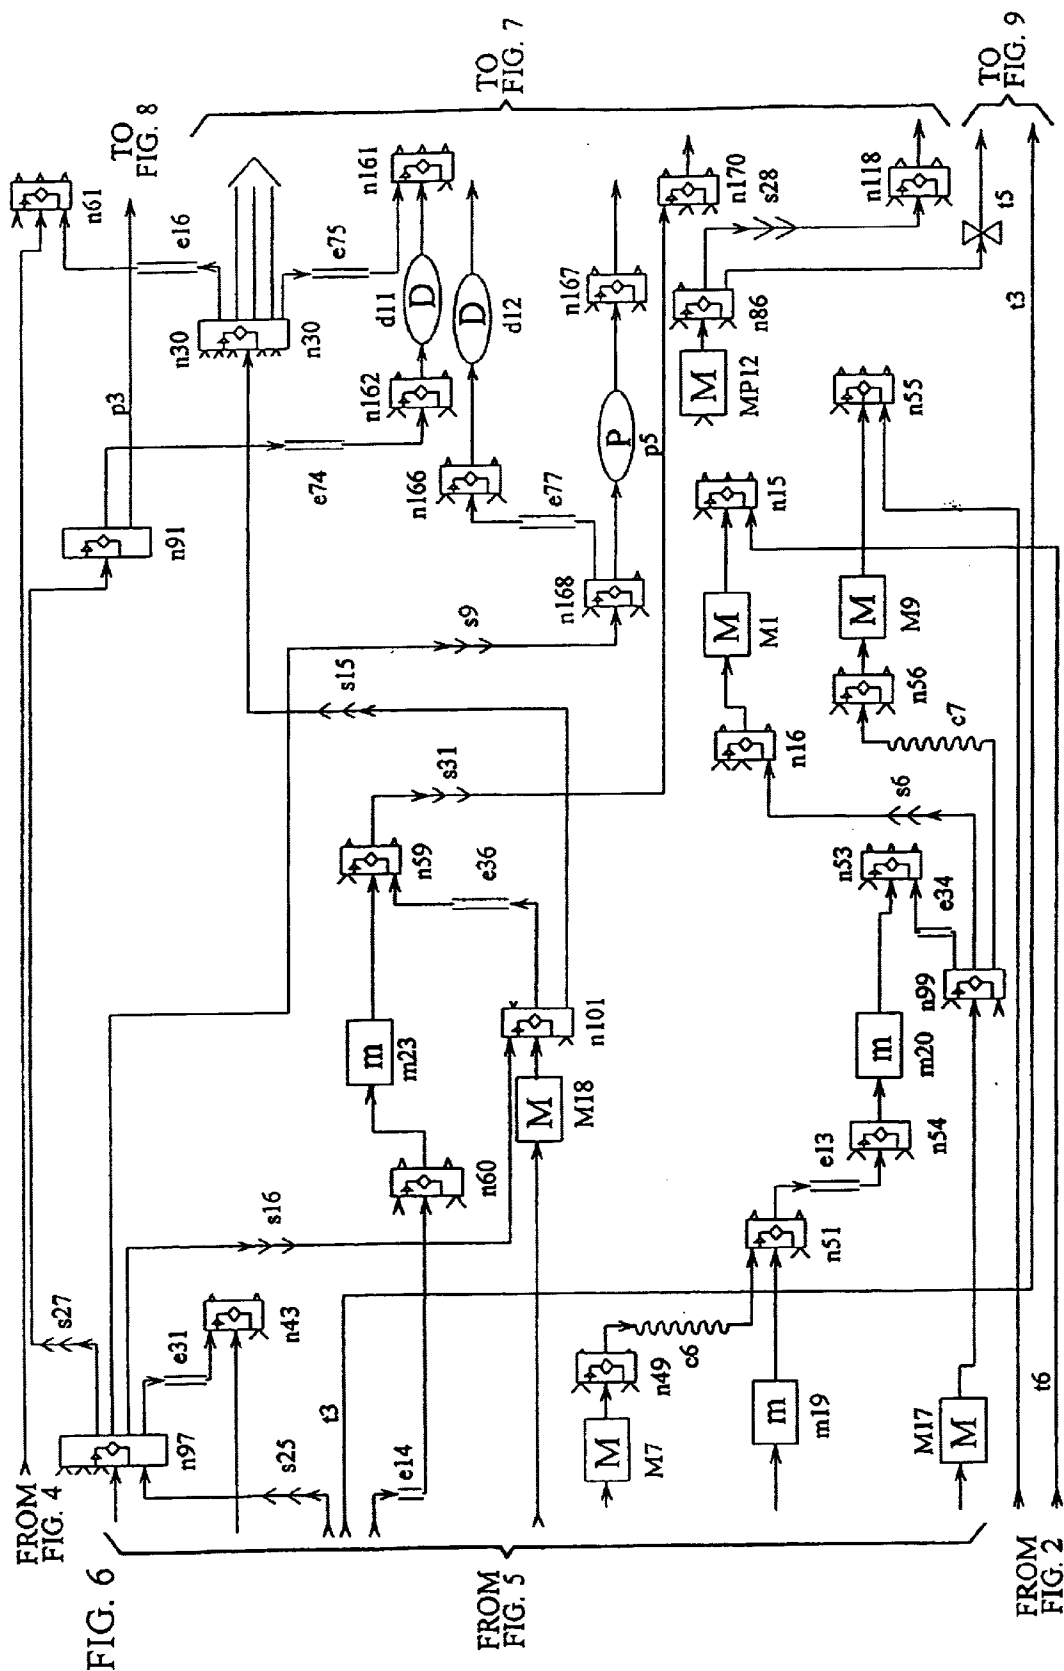 FIG. 6
FROM
FIG. 4
FROM
FIG. 5
FROM
FIG. 2
TO
FIG. 8
TO
FIG. 7
TO
FIG. 9
n61
p3
e16
n30
n30
e75
n161
D
d11
n162
D
d12
n166
e74
n91
e77
n167
P
p5
n168
s9
s15
n170
s28
n118
t5
n86
M
MP12
t3
n55
n15
M
M1
M
M9
n56
c7
n16
s6
s31
n59
e36
n53
e34
n99
n101
m
m23
M
M18
n60
m
m20
n54
e13
s16
n51
s27
e31
n43
n97
s25
t3
e14
n49
c6
M
M7
m
m19
M17
M
t6